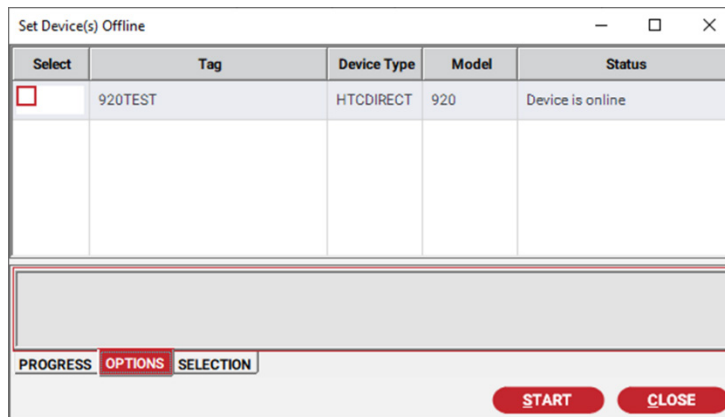 Set Device(s) Offline
Select Tag Device Type Model Status
920TEST HTCDIRECT 920 Device is online
PROGRESS OPTIONS SELECTION
START CLOSE